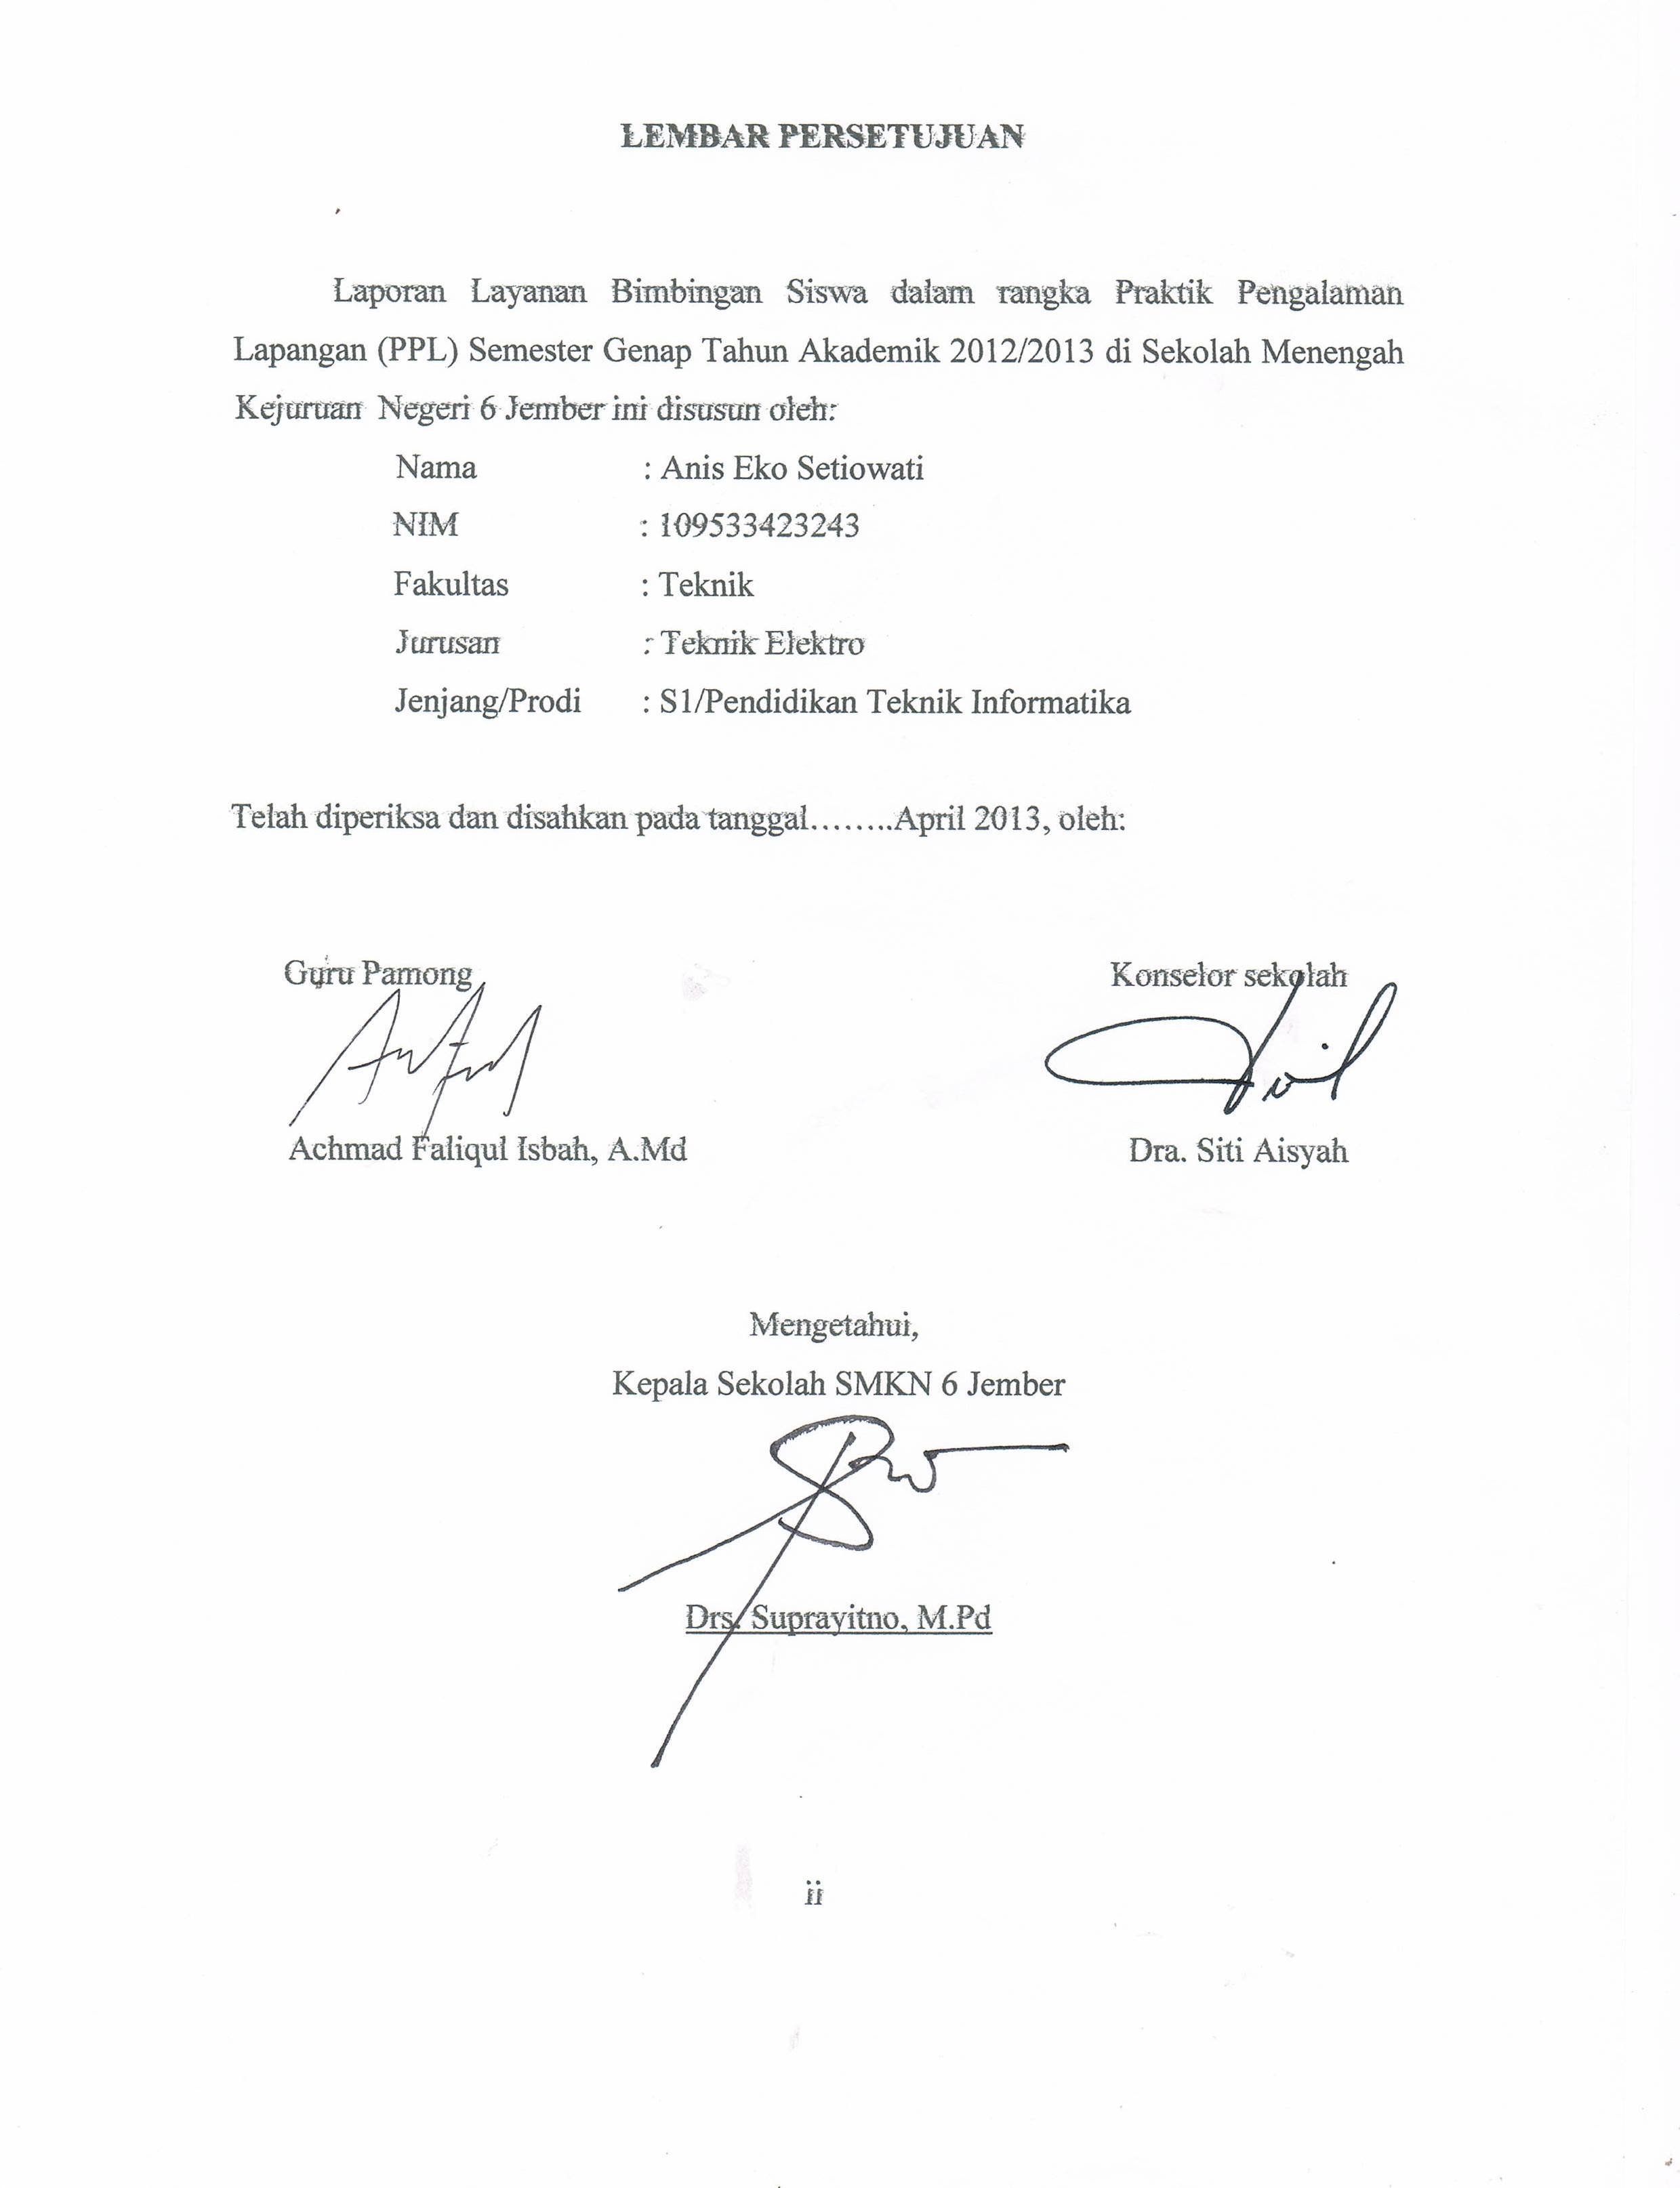 LEMBAR PERSETUJUAN
Laporan Layanan Bimbingan Siswa dalam rangka Praktik Pengalaman
Lapangan (PPL) Semester Genap Tahun Akademik 2012/2013 di Sekolah Menengah
Kejuruan Negeri 6 Jember ini disusun oleh:
Nama : Anis Eko Setiowati
NIM : 109533423243
Fakultas : Teknik
Jurusan : Teknik Elektro
Jenjang/Prodi : S1/Pendidikan Teknik Informatika
Telah diperiksa dan disahkan pada tanggal........April 2013, oleh:
Guru Pamong Konselor sekolah
Achmad Faliqul Isbah, A.Md Dra. Siti Aisyah
Mengetahui,
Kepala Sekolah SMKN 6 Jember
Drs. Suprayitno, M.Pd
ii